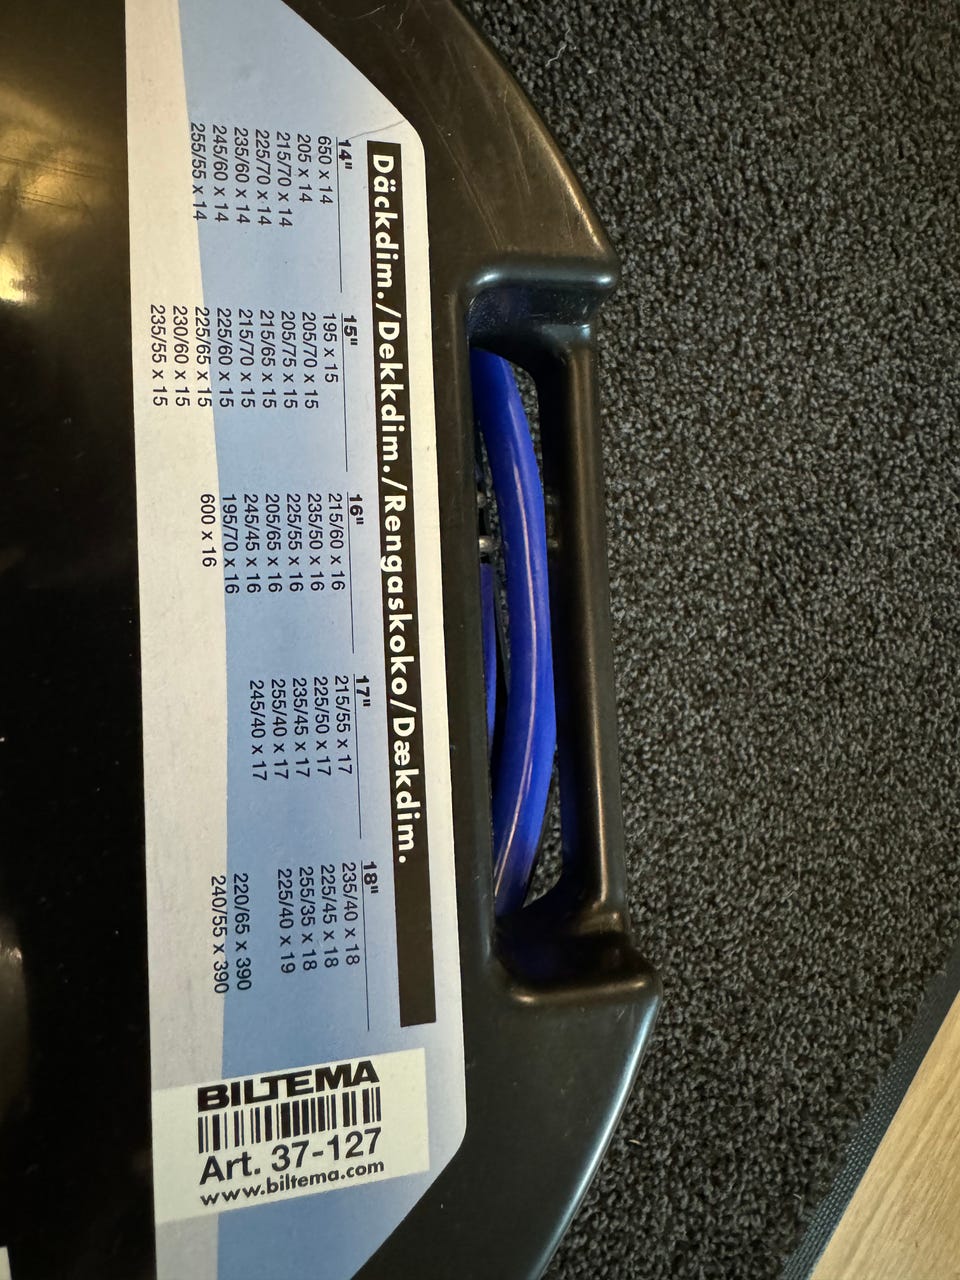 Däckdim./Dekkdim./Rengaskoko/Dækdim.
14"
650 x 14
205 x 14
215/70 x 14
225/70 x 14
235/60 x 14
245/60 x 14
255/55 x 14
15"
195 x 15
205/70 x 15
205/75 x 15
215/65 x 15
215/70 x 15
225/60 x 15
225/65 x 15
230/60 x 15
235/55 x 15
16"
215/60 x 16
235/50 x 16
225/55 x 16
205/65 x 16
245/45 x 16
195/70 x 16
600 x 16
17"
215/55 x 17
225/50 x 17
235/45 x 17
255/40 x 17
245/40 x 17
18"
235/40 x 18
225/45 x 18
255/35 x 18
225/40 x 19
220/65 x 390
240/55 x 390
BILTEMA
Art. 37-127
www.biltema.com